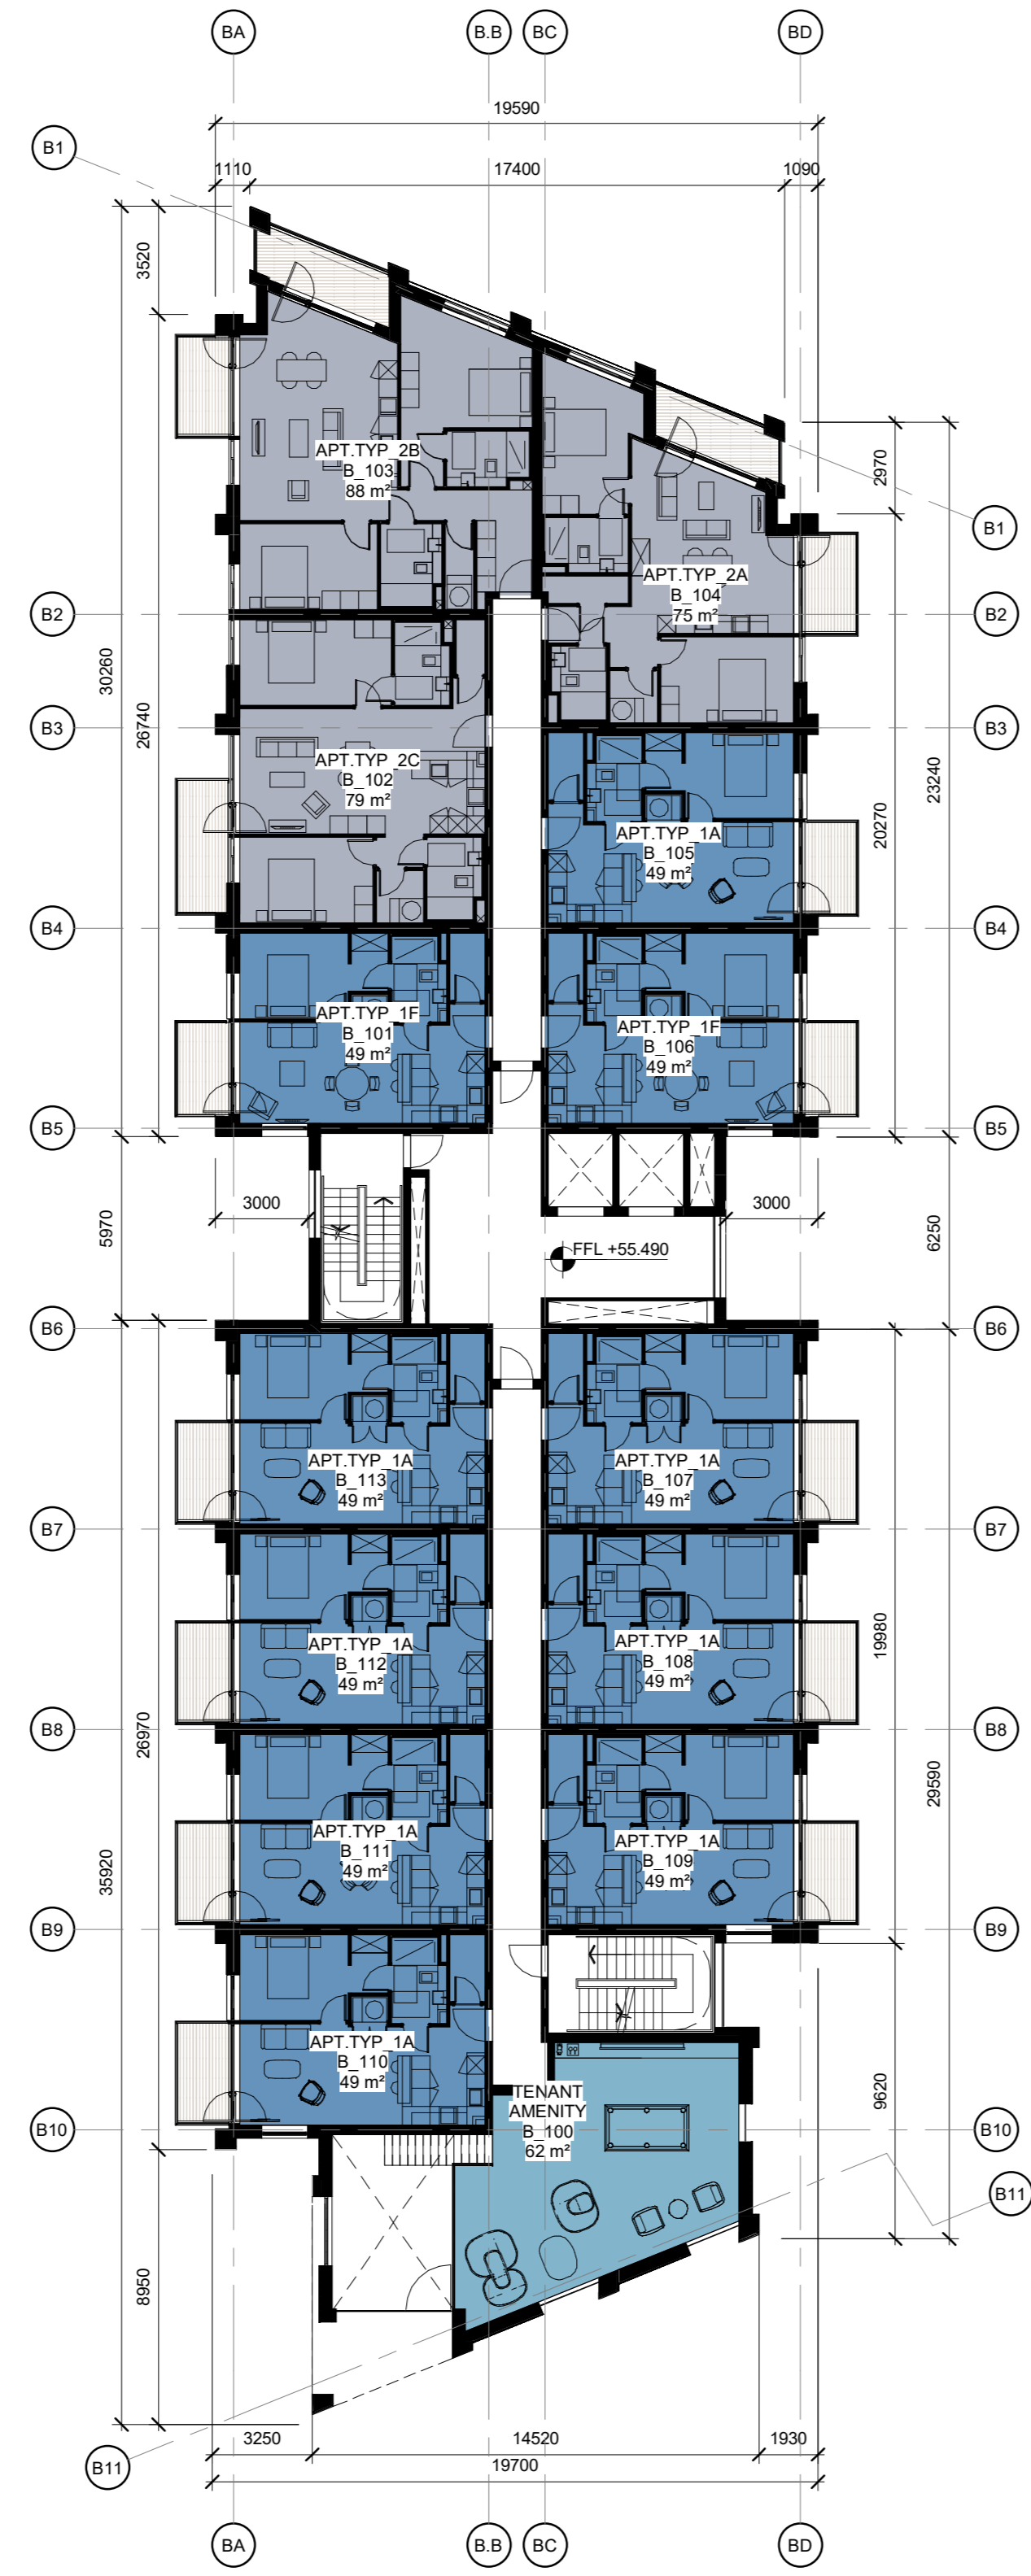 BA
B.B
BC
BD
19590
B1
1110
17400
1090
3520
2970
APT.TYP_2B
B_103
88 m²
B1
APT.TYP_2A
B_104
75 m²
B2
B2
30260
26740
B3
B3
APT.TYP_2C
B_102
79 m²
23240
20270
APT.TYP_1A
B_105
49 m²
B4
B4
APT.TYP_1F
B_101
49 m²
APT.TYP_1F
B_106
49 m²
B5
B5
3000
3000
5970
6250
FFL +55.490
B6
B6
APT.TYP_1A
B_113
49 m²
APT.TYP_1A
B_107
49 m²
B7
B7
APT.TYP_1A
B_112
49 m²
APT.TYP_1A
B_108
49 m²
19980
B8
B8
26970
29590
APT.TYP_1A
B_111
49 m²
APT.TYP_1A
B_109
49 m²
35920
B9
B9
APT.TYP_1A
B_110
49 m²
TENANT
AMENITY
B_100
62 m²
9620
B10
B10
B11
8950
3250
14520
1930
B11
19700
BA
B.B
BC
BD